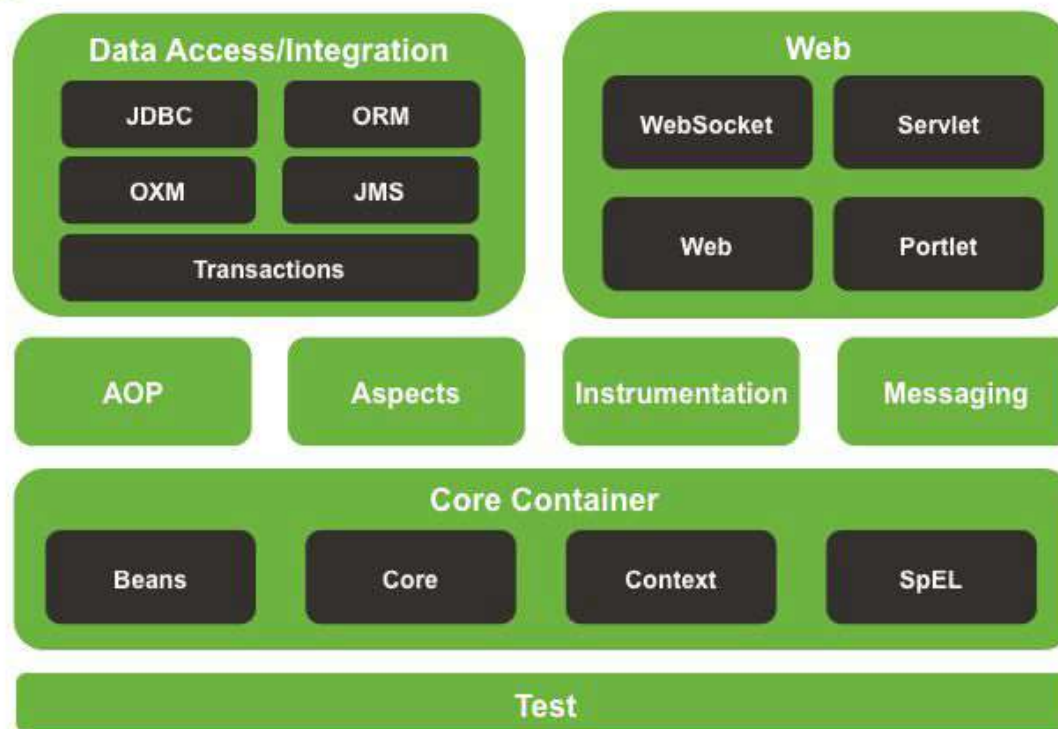 Data Access/Integration
JDBC ORM
OXM JMS
Transactions
Web
WebSocket Servlet
Web Portlet
AOP Aspects Instrumentation Messaging
Core Container
Beans Core Context SpEL
Test